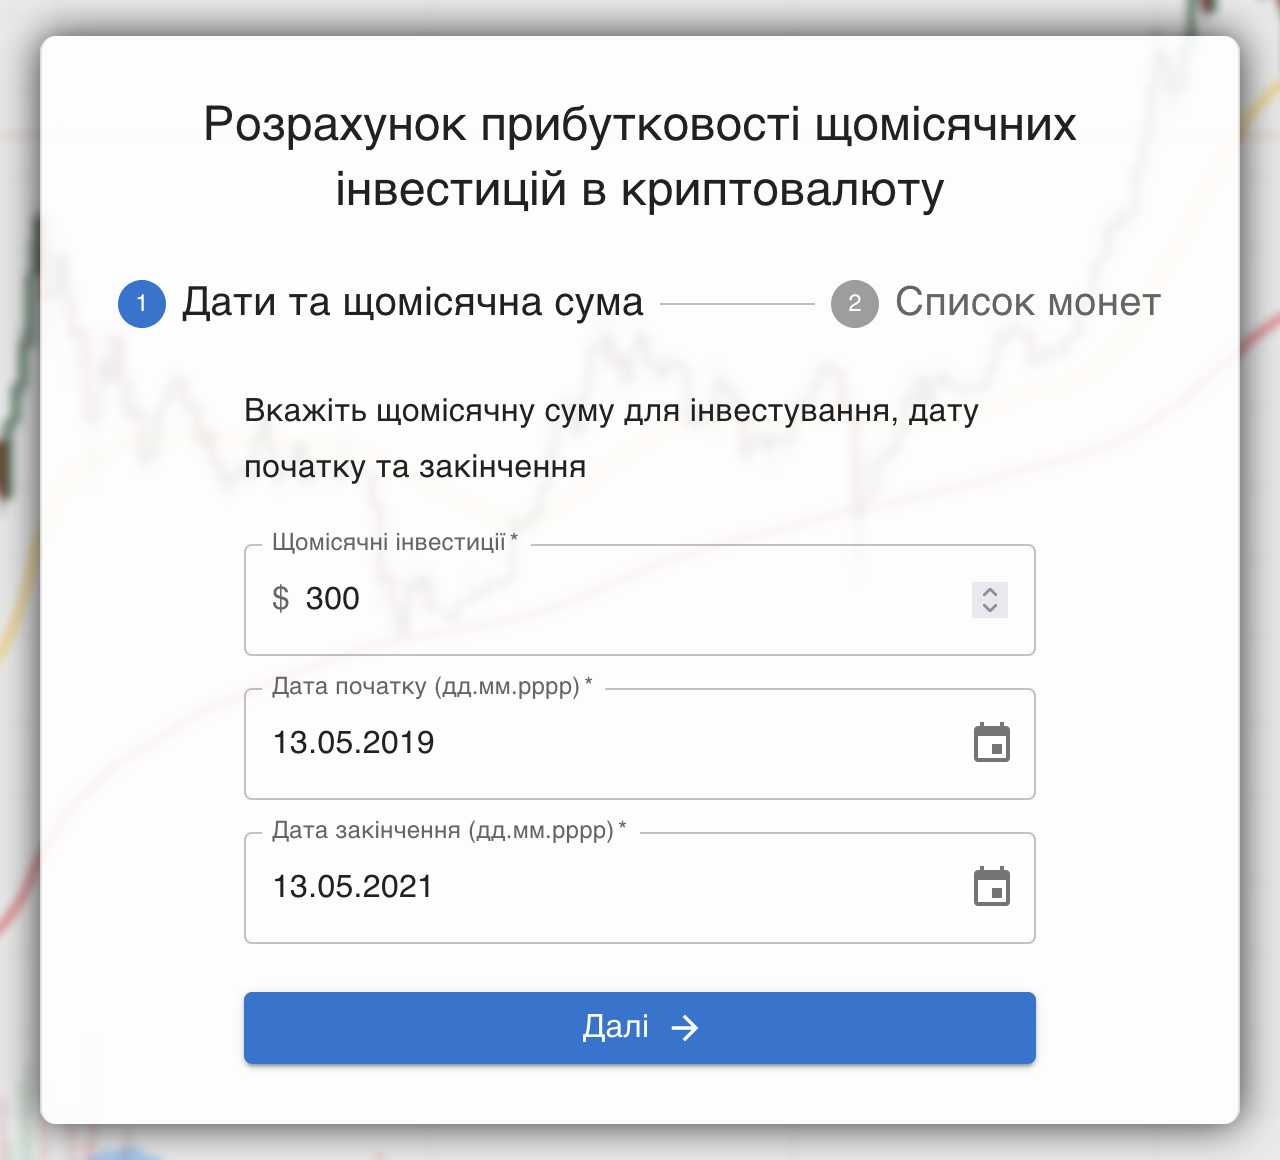 Розрахунок прибутковості щомісячних
інвестицій в криптовалюту
1 Дати та щомісячна сума 2 Список монет
Вкажіть щомісячну суму для інвестування, дату
початку та закінчення
Щомісячні інвестиції *
$ 300
Дата початку (дд.мм.рррр) *
13.05.2019
Дата закінчення (дд.мм.рррр) *
13.05.2021
Далі →